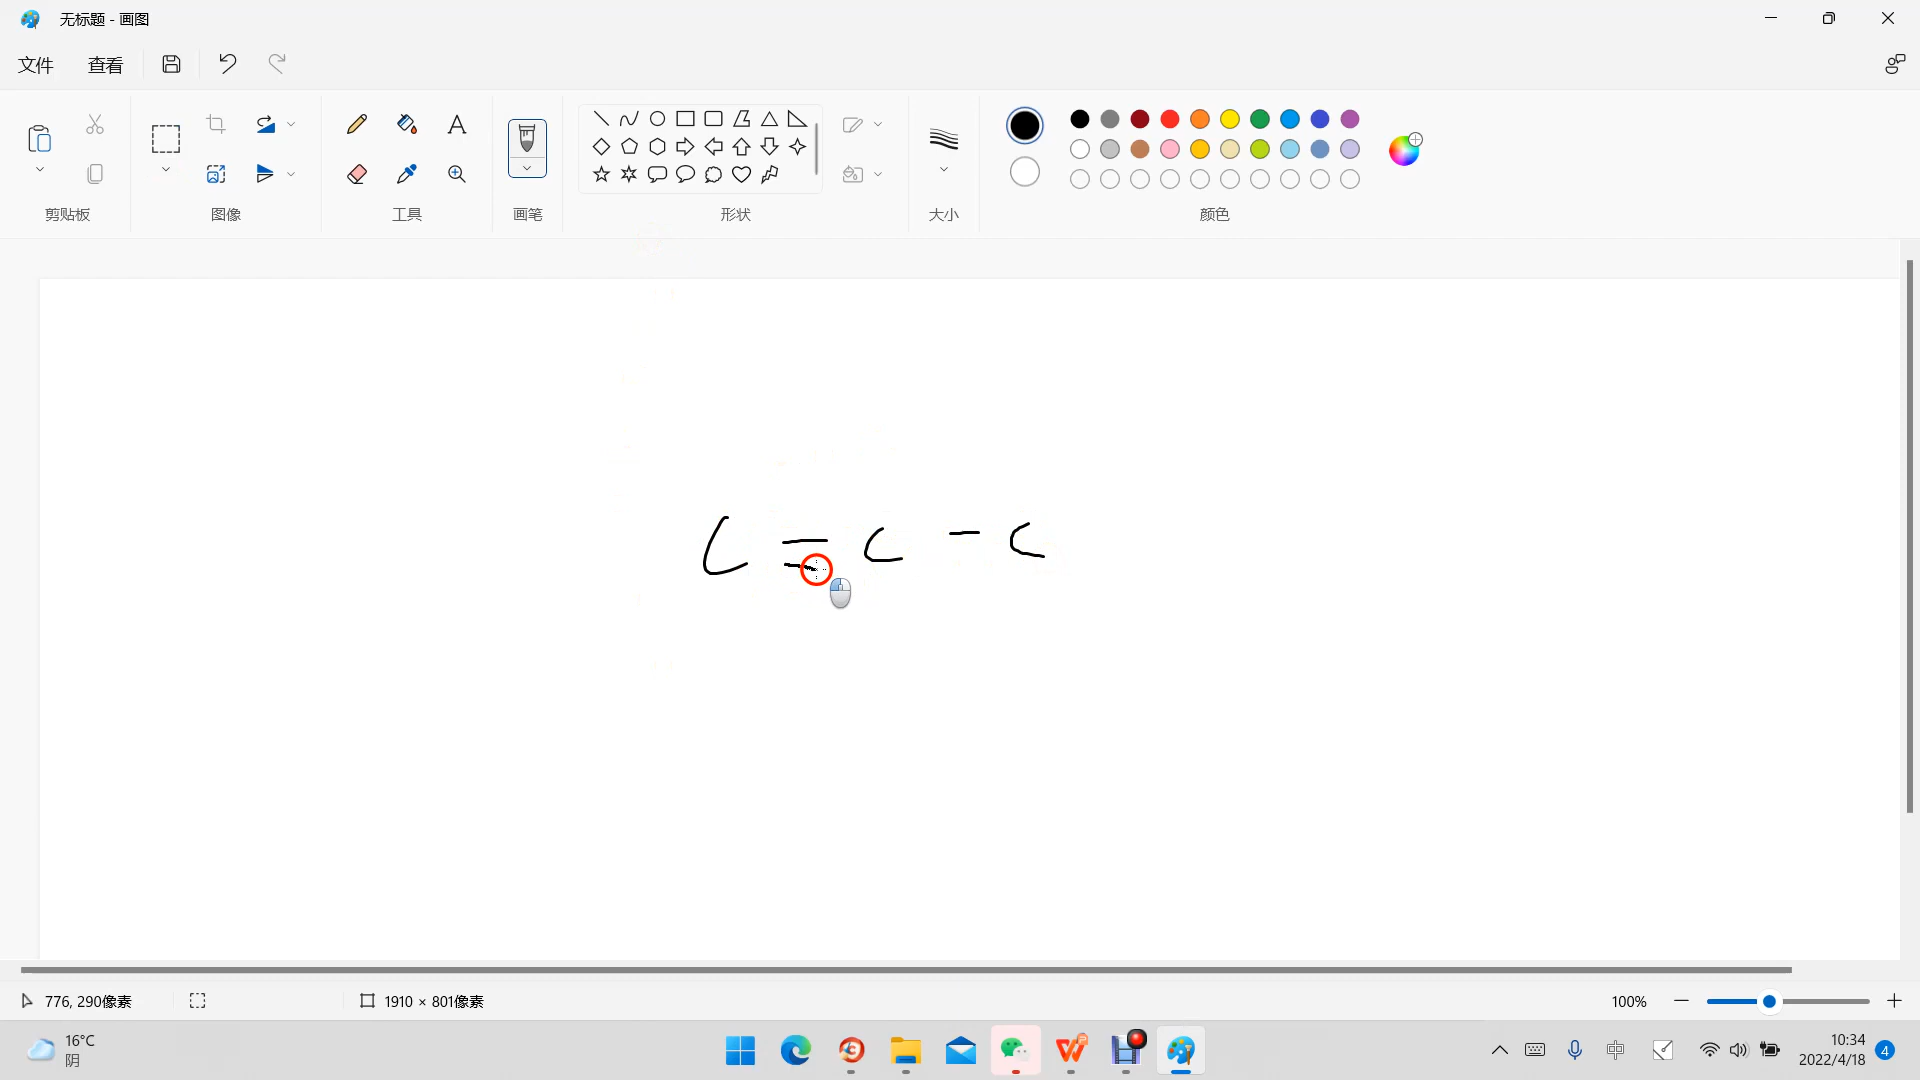 无标题 - 画图
文件 查看
剪贴板 图像 工具 画笔 形状 大小 颜色
C = C - C
776, 290像素 1910 × 801像素 100%
16°C 10:34
阴 中 2022/4/18 4